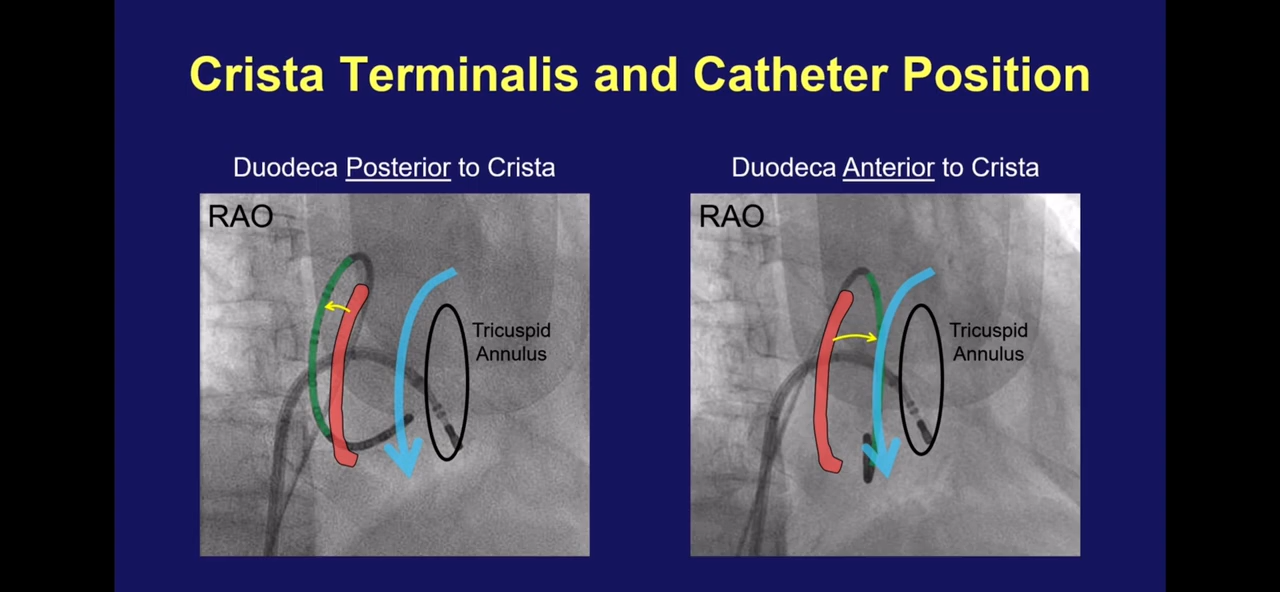 Crista Terminalis and Catheter Position
Duodeca Posterior to Crista
RAO
Tricuspid
Annulus
Duodeca Anterior to Crista
RAO
Tricuspid
Annulus